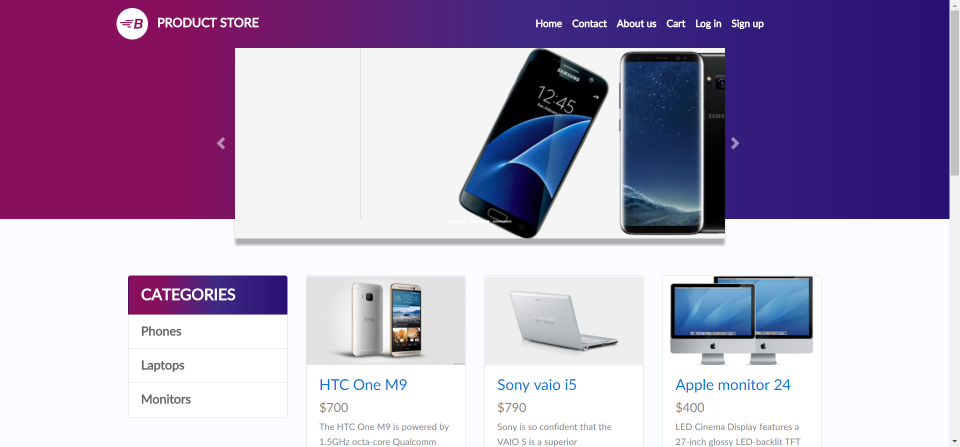 B PRODUCT STORE
Home Contact About us Cart Log in Sign up
SAMSUNG
12:45
CATEGORIES
Phones
Laptops
Monitors
HTC One M9
$700
The HTC One M9 is powered by
1.5GHz octa-core Qualcomm
VAIO
Sony vaio i5
$790
Sony is so confident that the
VAIO S is a superior
Apple monitor 24
$400
LED Cinema Display features a
27-inch glossy LED-backlit TFT